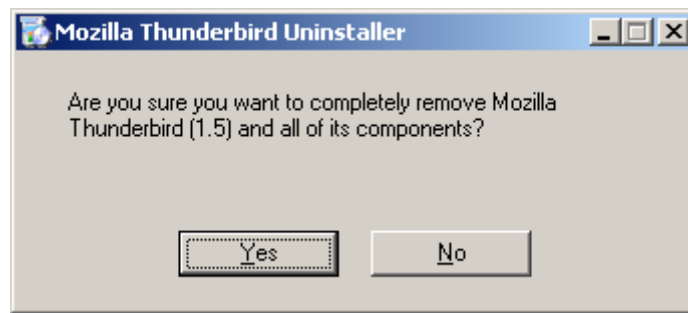 Mozilla Thunderbird Uninstaller
Are you sure you want to completely remove Mozilla
Thunderbird (1.5) and all of its components?
Yes No